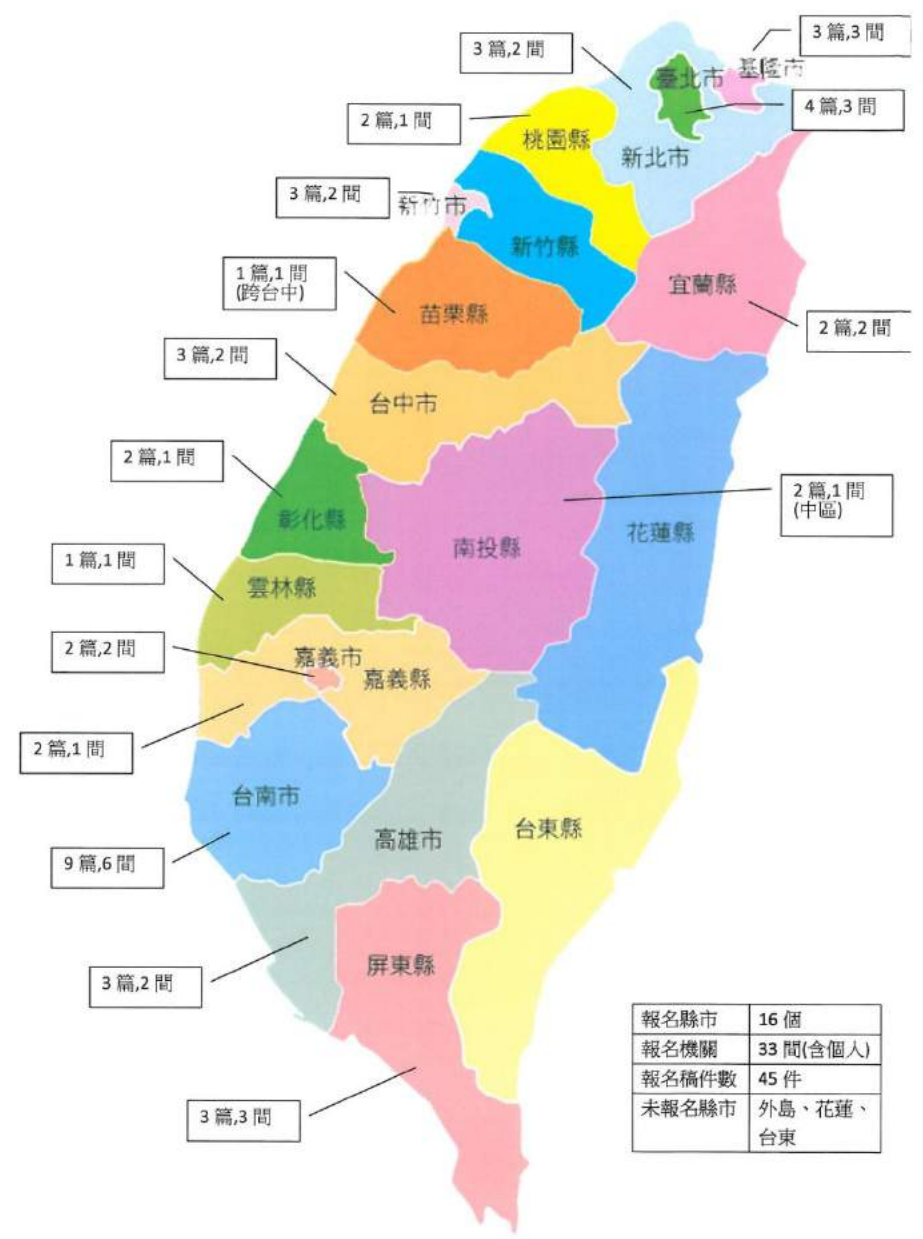 3 篇,3 間
3 篇,2 間
臺北市
基隆市
4 篇,3 間
2 篇,1 間
桃園縣
新北市
3 篇,2 間
新竹市
新竹縣
1 篇,1 間
(跨台中)
苗栗縣
宜蘭縣
2 篇,2 間
3 篇,2 間
台中市
2 篇,1 間
2 篇,1 間
(中區)
彰化縣
南投縣
花蓮縣
1 篇,1 間
雲林縣
2 篇,2 間
嘉義市
嘉義縣
2 篇,1 間
台南市
台東縣
高雄市
9 篇,6 間
屏東縣
3 篇,2 間
3 篇,3 間
報名縣市 16 個
報名機關 33 間(含個人)
報名稿件數 45 件
未報名縣市 外島、花蓮、
台東